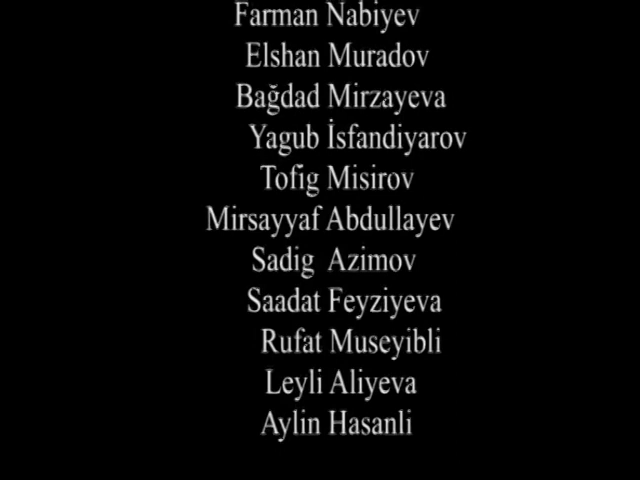 Farman Nabiyev
Elshan Muradov
Bağdad Mirzayeva
Yagub İsfandiyarov
Tofig Misirov
Mirsayyaf Abdullayev
Sadig Azimov
Saadat Feyziyeva
Rufat Museyibli
Leyli Aliyeva
Aylin Hasanli